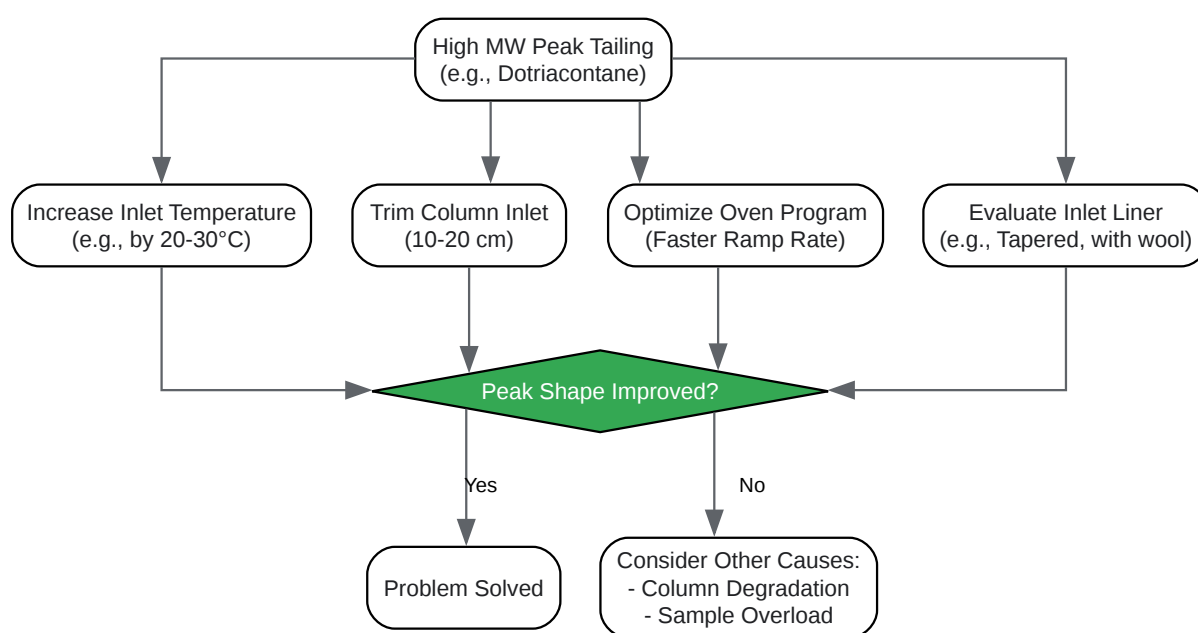 High MW Peak Tailing
(e.g., Dotriacontane)
Increase Inlet Temperature
(e.g., by 20-30°C)
Trim Column Inlet
(10-20 cm)
Optimize Oven Program
(Faster Ramp Rate)
Evaluate Inlet Liner
(e.g., Tapered, with wool)
Peak Shape Improved?
Yes
No
Problem Solved
Consider Other Causes:
- Column Degradation
- Sample Overload